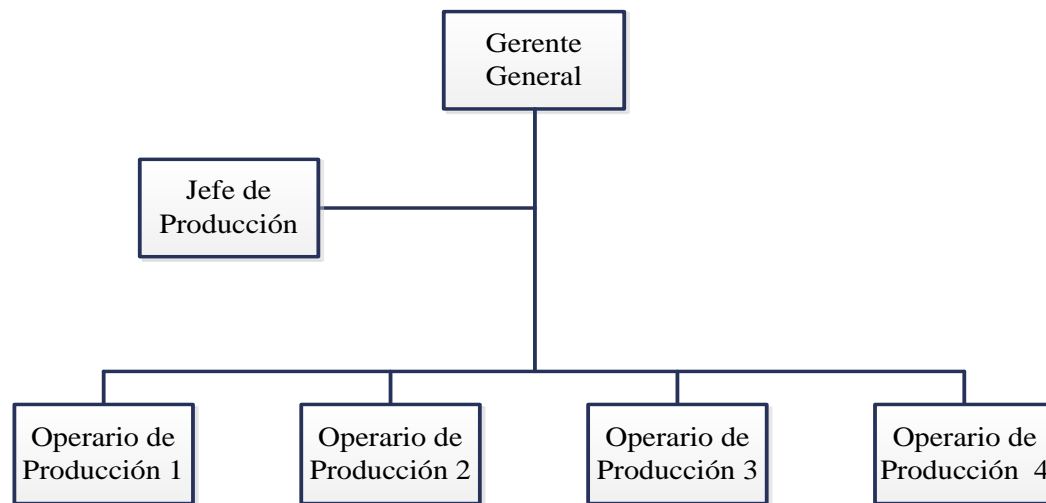 Gerente
General
Jefe de
Producción
Operario de
Producción 1
Operario de
Producción 2
Operario de
Producción 3
Operario de
Producción 4